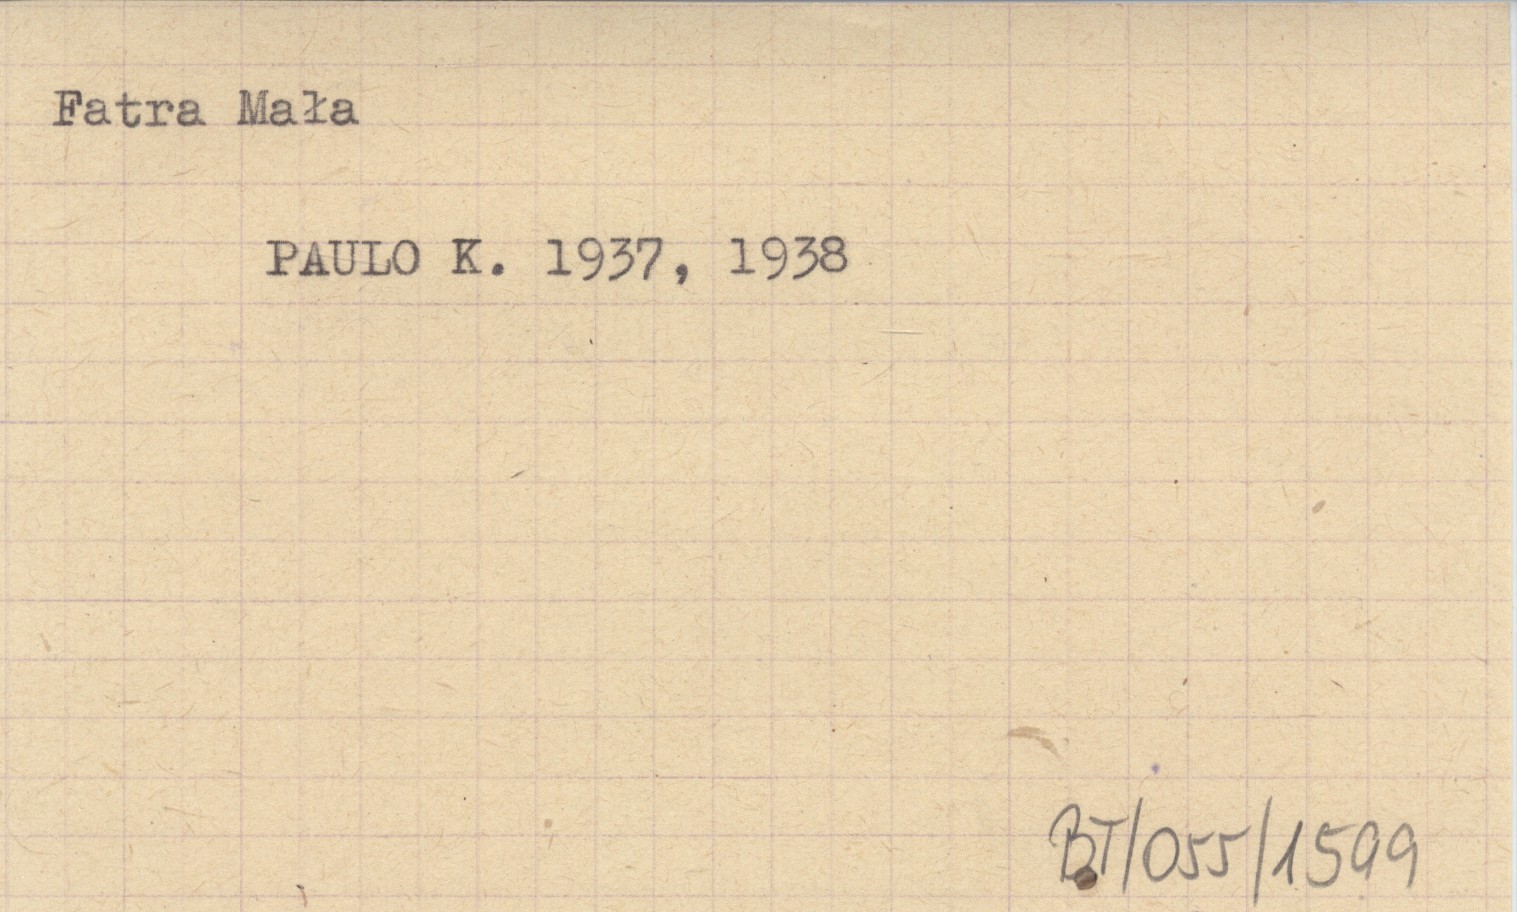 Fatra Mała
PAULO K. 1937, 1938
BT/055/1599